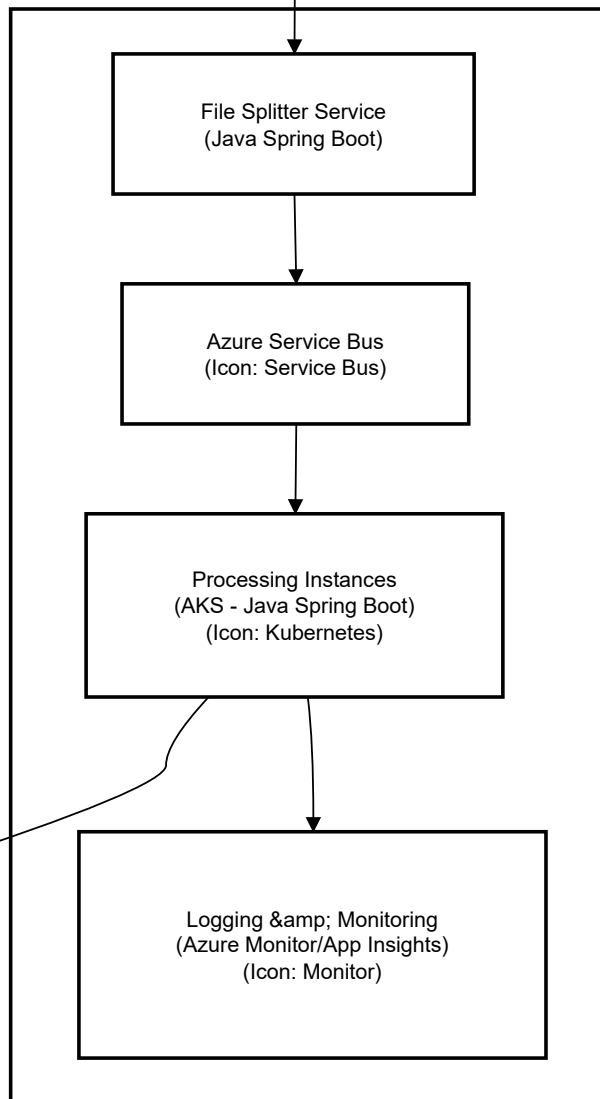 File Splitter Service
(Java Spring Boot)
Azure Service Bus
(Icon: Service Bus)
Processing Instances
(AKS - Java Spring Boot)
(Icon: Kubernetes)
Logging &amp; Monitoring
(Azure Monitor/App Insights)
(Icon: Monitor)